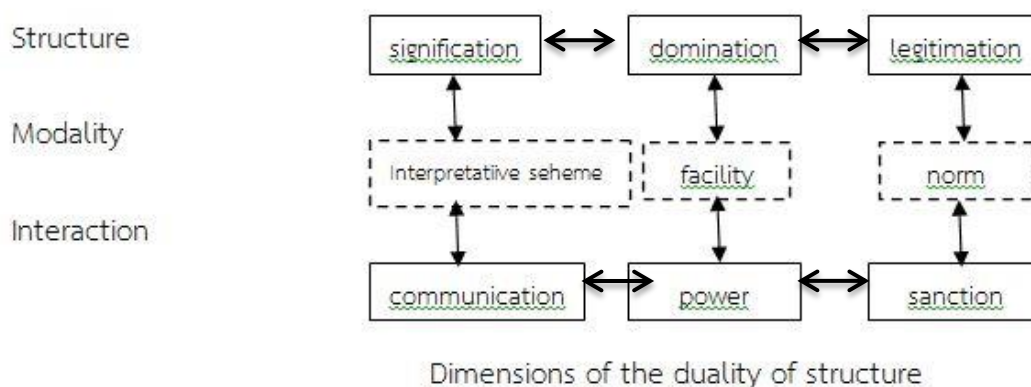 Structure
signification
domination
legitimation
Modality
Interpretatiive seheme
facility
norm
Interaction
communication
power
sanction
Dimensions of the duality of structure